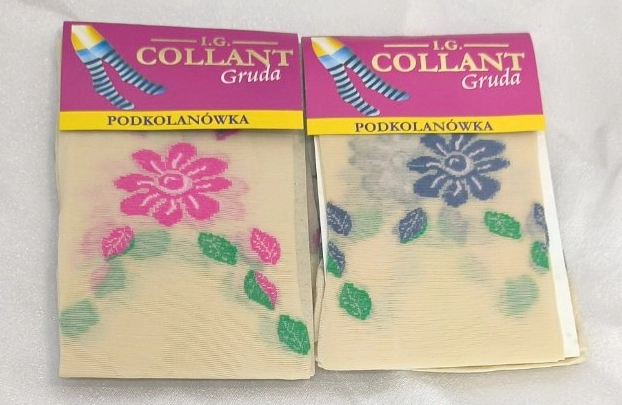 I.G.
COLLANT
Gruda
PODKOLANÓWKA
I.G.
COLLANT
Gruda
PODKOLANÓWKA